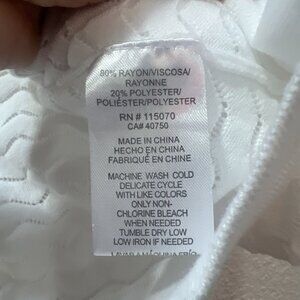 80% RAYON/VISCOSA/
RAYONNE
20% POLYESTER/
POLIÉSTER/POLYESTER
RN # 115070
CA# 40750
MADE IN CHINA
HECHO EN CHINA
FABRIQUÉ EN CHINE
MACHINE WASH COLD
DELICATE CYCLE
WITH LIKE COLORS
ONLY NON-
CHLORINE BLEACH
WHEN NEEDED
TUMBLE DRY LOW
LOW IRON IF NEEDED